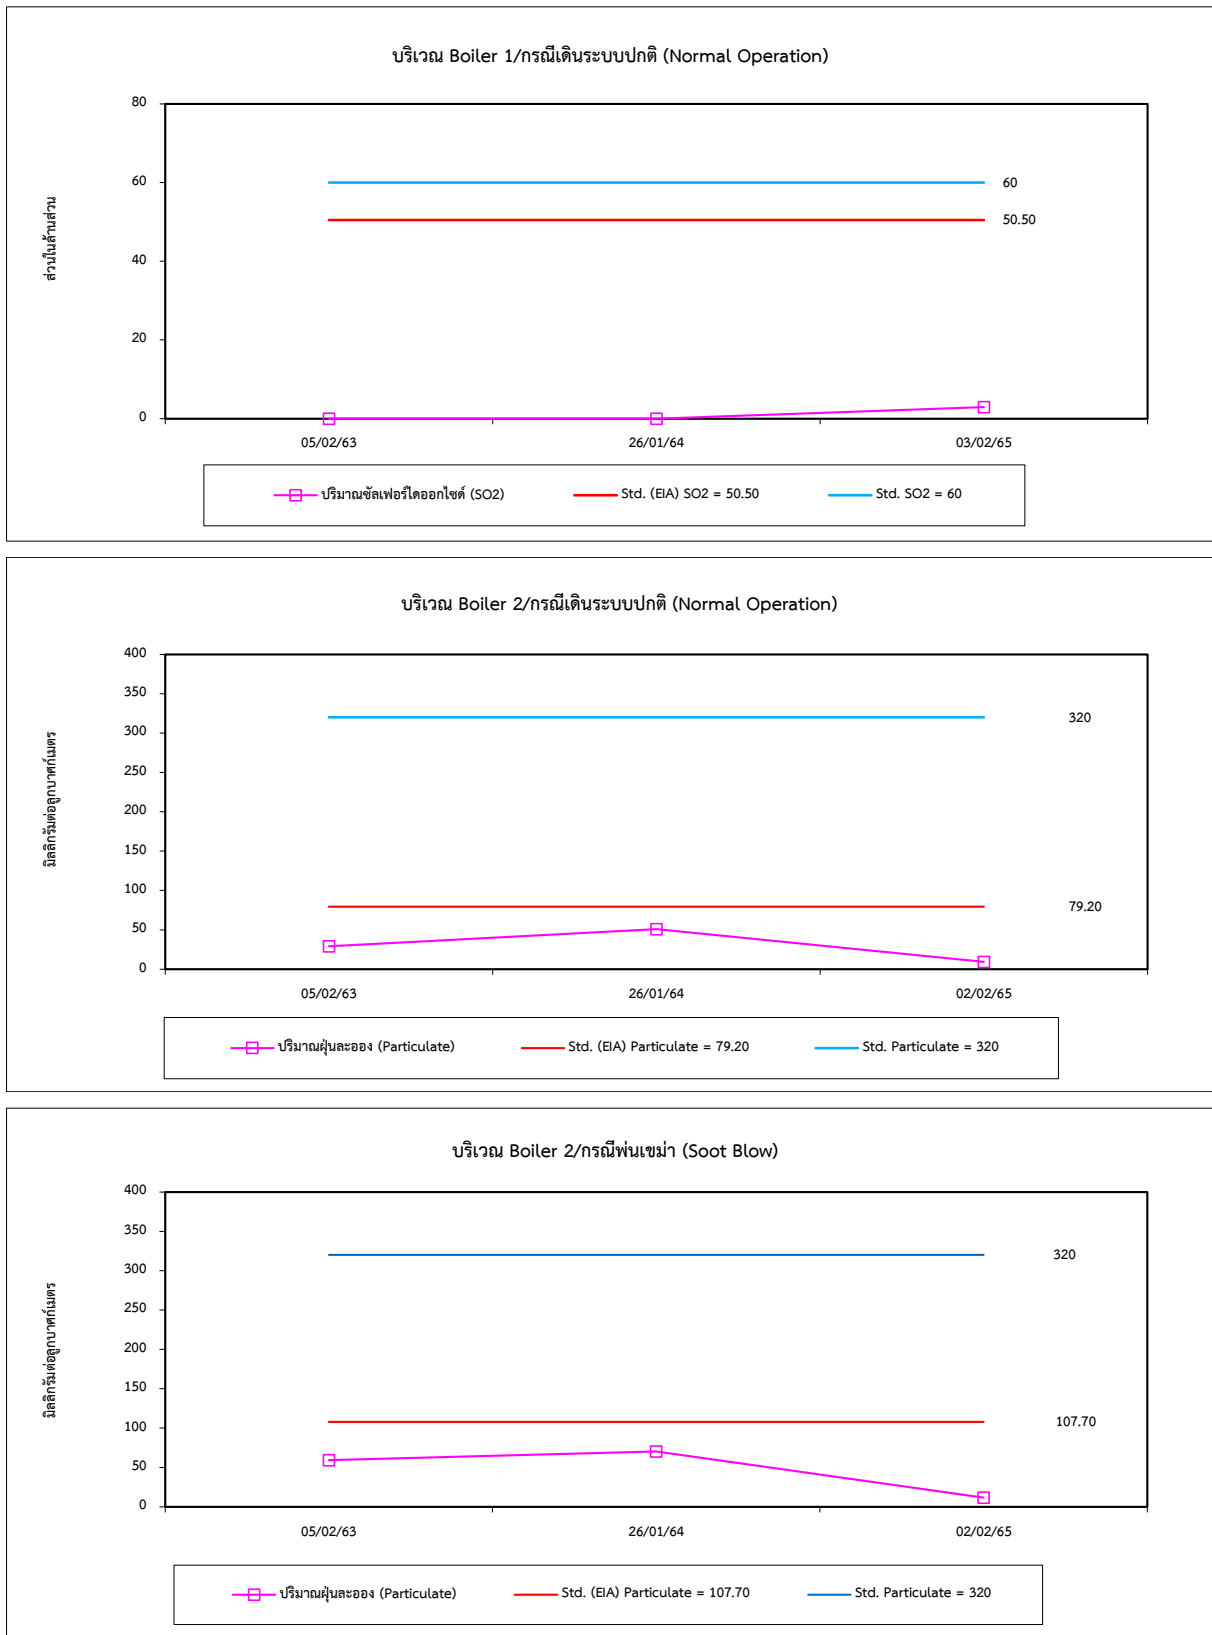 บริเวณ Boiler 1/กรณีเดินระบบปกติ (Normal Operation)
80
60
40
20
0
ส่วนในล้านส่วน
60
50.50
05/02/63 26/01/64 03/02/65
ปริมาณซัลเฟอร์ไดออกไซด์ (SO2) Std. (EIA) SO2 = 50.50 Std. SO2 = 60
บริเวณ Boiler 2/กรณีเดินระบบปกติ (Normal Operation)
400
350
300
250
200
150
100
50
0
มิลลิกรัมต่อลูกบาศก์เมตร
320
79.20
05/02/63 26/01/64 02/02/65
ปริมาณฝุ่นละออง (Particulate) Std. (EIA) Particulate = 79.20 Std. Particulate = 320
บริเวณ Boiler 2/กรณีพ่นเขม่า (Soot Blow)
400
350
300
250
200
150
100
50
0
มิลลิกรัมต่อลูกบาศก์เมตร
320
107.70
05/02/63 26/01/64 02/02/65
ปริมาณฝุ่นละออง (Particulate) Std. (EIA) Particulate = 107.70 Std. Particulate = 320